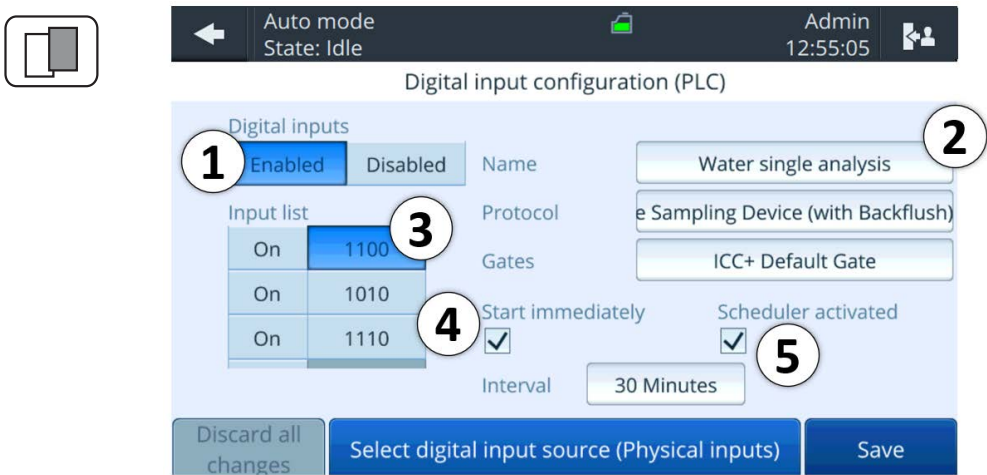 Auto mode
State: Idle
Admin
12:55:05
Digital input configuration (PLC)
Digital inputs
1
Enabled
Disabled
Name
Water single analysis
2
Input list
Protocol
e Sampling Device (with Backflush)
On
1100
3
Gates
ICC+ Default Gate
On
1010
On
1110
4
Start immediately
Scheduler activated
5
Interval
30 Minutes
Discard all
changes
Select digital input source (Physical inputs)
Save